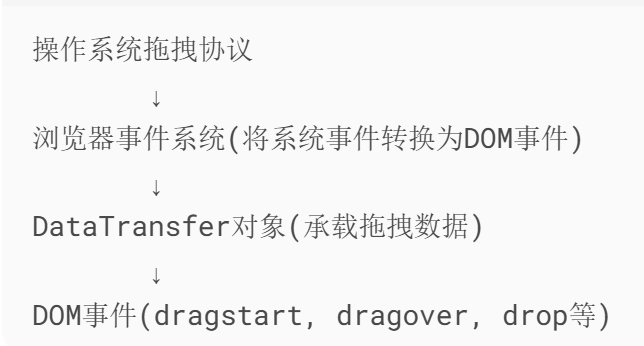 操作系统拖拽协议
↓
浏览器事件系统(将系统事件转换为DOM事件)
↓
DataTransfer对象(承载拖拽数据)
↓
DOM事件(dragstart, dragover, drop等)